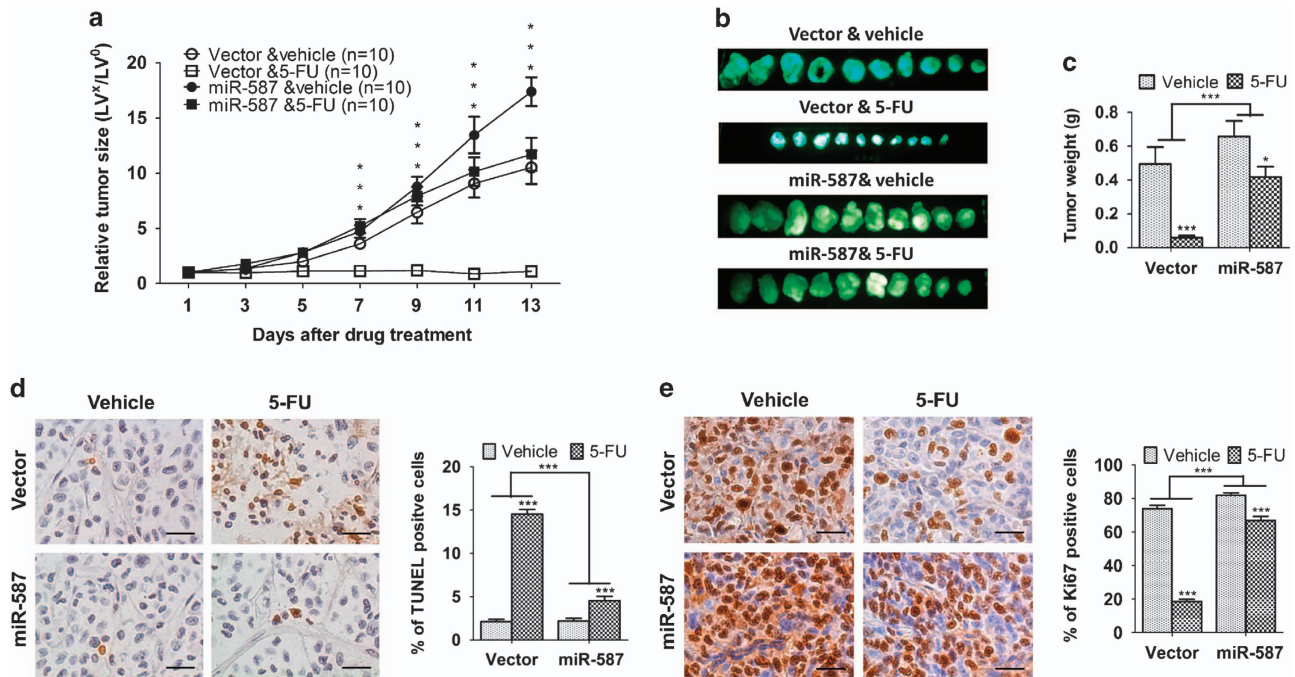 a
Relative tumor size (LVˣ/LV⁰)
20
15
10
5
0
Vector &vehicle (n=10)
Vector &5-FU (n=10)
miR-587 &vehicle (n=10)
miR-587 &5-FU (n=10)
* * *
* * *
* * *
* * *
1 3 5 7 9 11 13
Days after drug treatment
b
Vector & vehicle
Vector & 5-FU
miR-587& vehicle
miR-587& 5-FU
c
Vehicle 5-FU
Tumor weight (g)
0.8
0.6
0.4
0.2
0.0
***
***
*
Vector miR-587
d
Vehicle 5-FU
Vector
miR-587
Vehicle 5-FU
% of TUNEL positive cells
20
15
10
5
0
***
***
***
Vector miR-587
e
Vehicle 5-FU
Vector
miR-587
Vehicle 5-FU
% of Ki67 positive cells
100
80
60
40
20
0
***
***
***
Vector miR-587